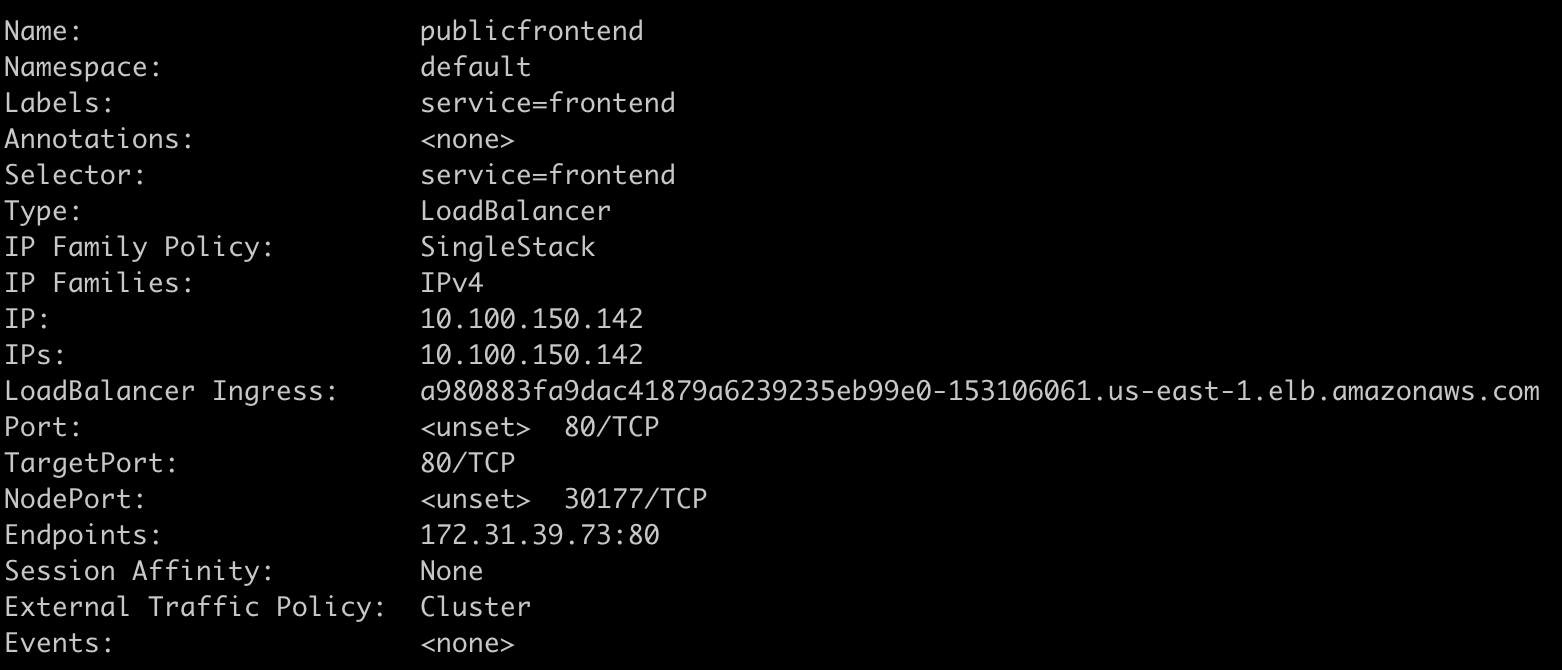 Name: publicfrontend
Namespace: default
Labels: service=frontend
Annotations: <none>
Selector: service=frontend
Type: LoadBalancer
IP Family Policy: SingleStack
IP Families: IPv4
IP: 10.100.150.142
IPs: 10.100.150.142
LoadBalancer Ingress: a980883fa9dac41879a6239235eb99e0-153106061.us-east-1.elb.amazonaws.com
Port: <unset> 80/TCP
TargetPort: 80/TCP
NodePort: <unset> 30177/TCP
Endpoints: 172.31.39.73:80
Session Affinity: None
External Traffic Policy: Cluster
Events: <none>